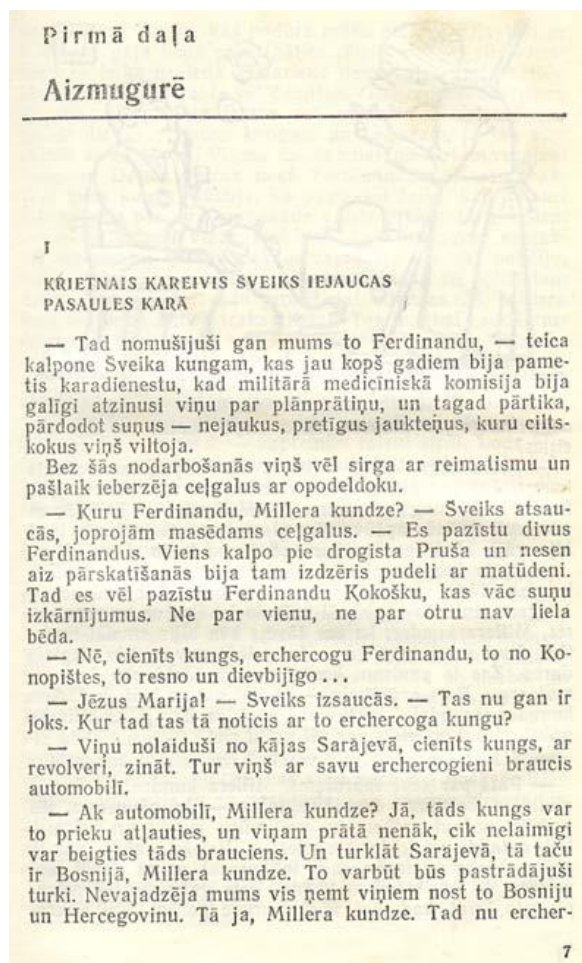 Pirmā daļa
Aizmugurē
I
KRIETNAIS KAREIVIS ŠVEIKS IEJAUCAS
PASAULES KARĀ
— Tad nomušījuši gan mums to Ferdinandu, — teica
kalpone Šveika kungam, kas jau kopš gadiem bija pame-
tis karadienestu, kad militārā medicīniskā komisija bija
galīgi atzinusi viņu par plānprātiņu, un tagad pārtika,
pārdodot suņus — nejaukus, pretīgus jaukteņus, kuru cilts-
kokus viņš viltoja.
Bez šās nodarbošanās viņš vēl sirga ar reimatismu un
pašlaik ieberzēja ceļgalus ar opodeldoku.
— Kuru Ferdinandu, Millera kundze? — Šveiks atsau-
cās, joprojām masēdams ceļgalus. — Es pazīstu divus
Ferdinandus. Viens kalpo pie drogista Pruša un nesen
aiz pārskatīšanās bija tam izdzēris pudeli ar matūdeni.
Tad es vēl pazīstu Ferdinandu Kokošku, kas vāc suņu
izkārnījumus. Ne par vienu, ne par otru nav liela
bēda.
— Nē, cienīts kungs, erchercogu Ferdinandu, to no Ko-
nopištes, to resno un dievbijīgo...
— Jēzus Marija! — Šveiks izsaucās. — Tas nu gan ir
joks. Kur tad tas tā noticis ar to erchercoga kungu?
— Viņu nolaiduši no kājas Sarājevā, cienīts kungs, ar
revolveri, zināt. Tur viņš ar savu erchercogieni braucis
automobilī.
— Ak automobilī, Millera kundze? Jā, tāds kungs var
to prieku atļauties, un viņam prātā nenāk, cik nelaimīgi
var beigties tāds brauciens. Un turklāt Sarajevā, tā taču
ir Bosnijā, Millera kundze. To varbūt būs pastrādājuši
turki. Nevajadzēja mums vis ņemt viņiem nost to Bosniju
un Hercegovinu. Tā ja, Millera kundze. Tad nu ercher-
7